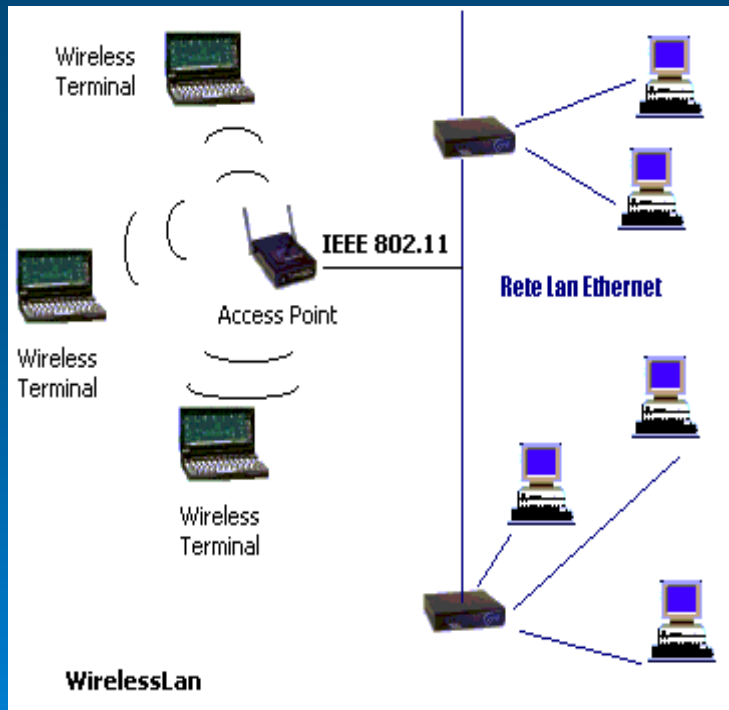 Wireless
Terminal
IEEE 802.11
Rete Lan Ethernet
Access Point
Wireless
Terminal
Wireless
Terminal
WirelessLan